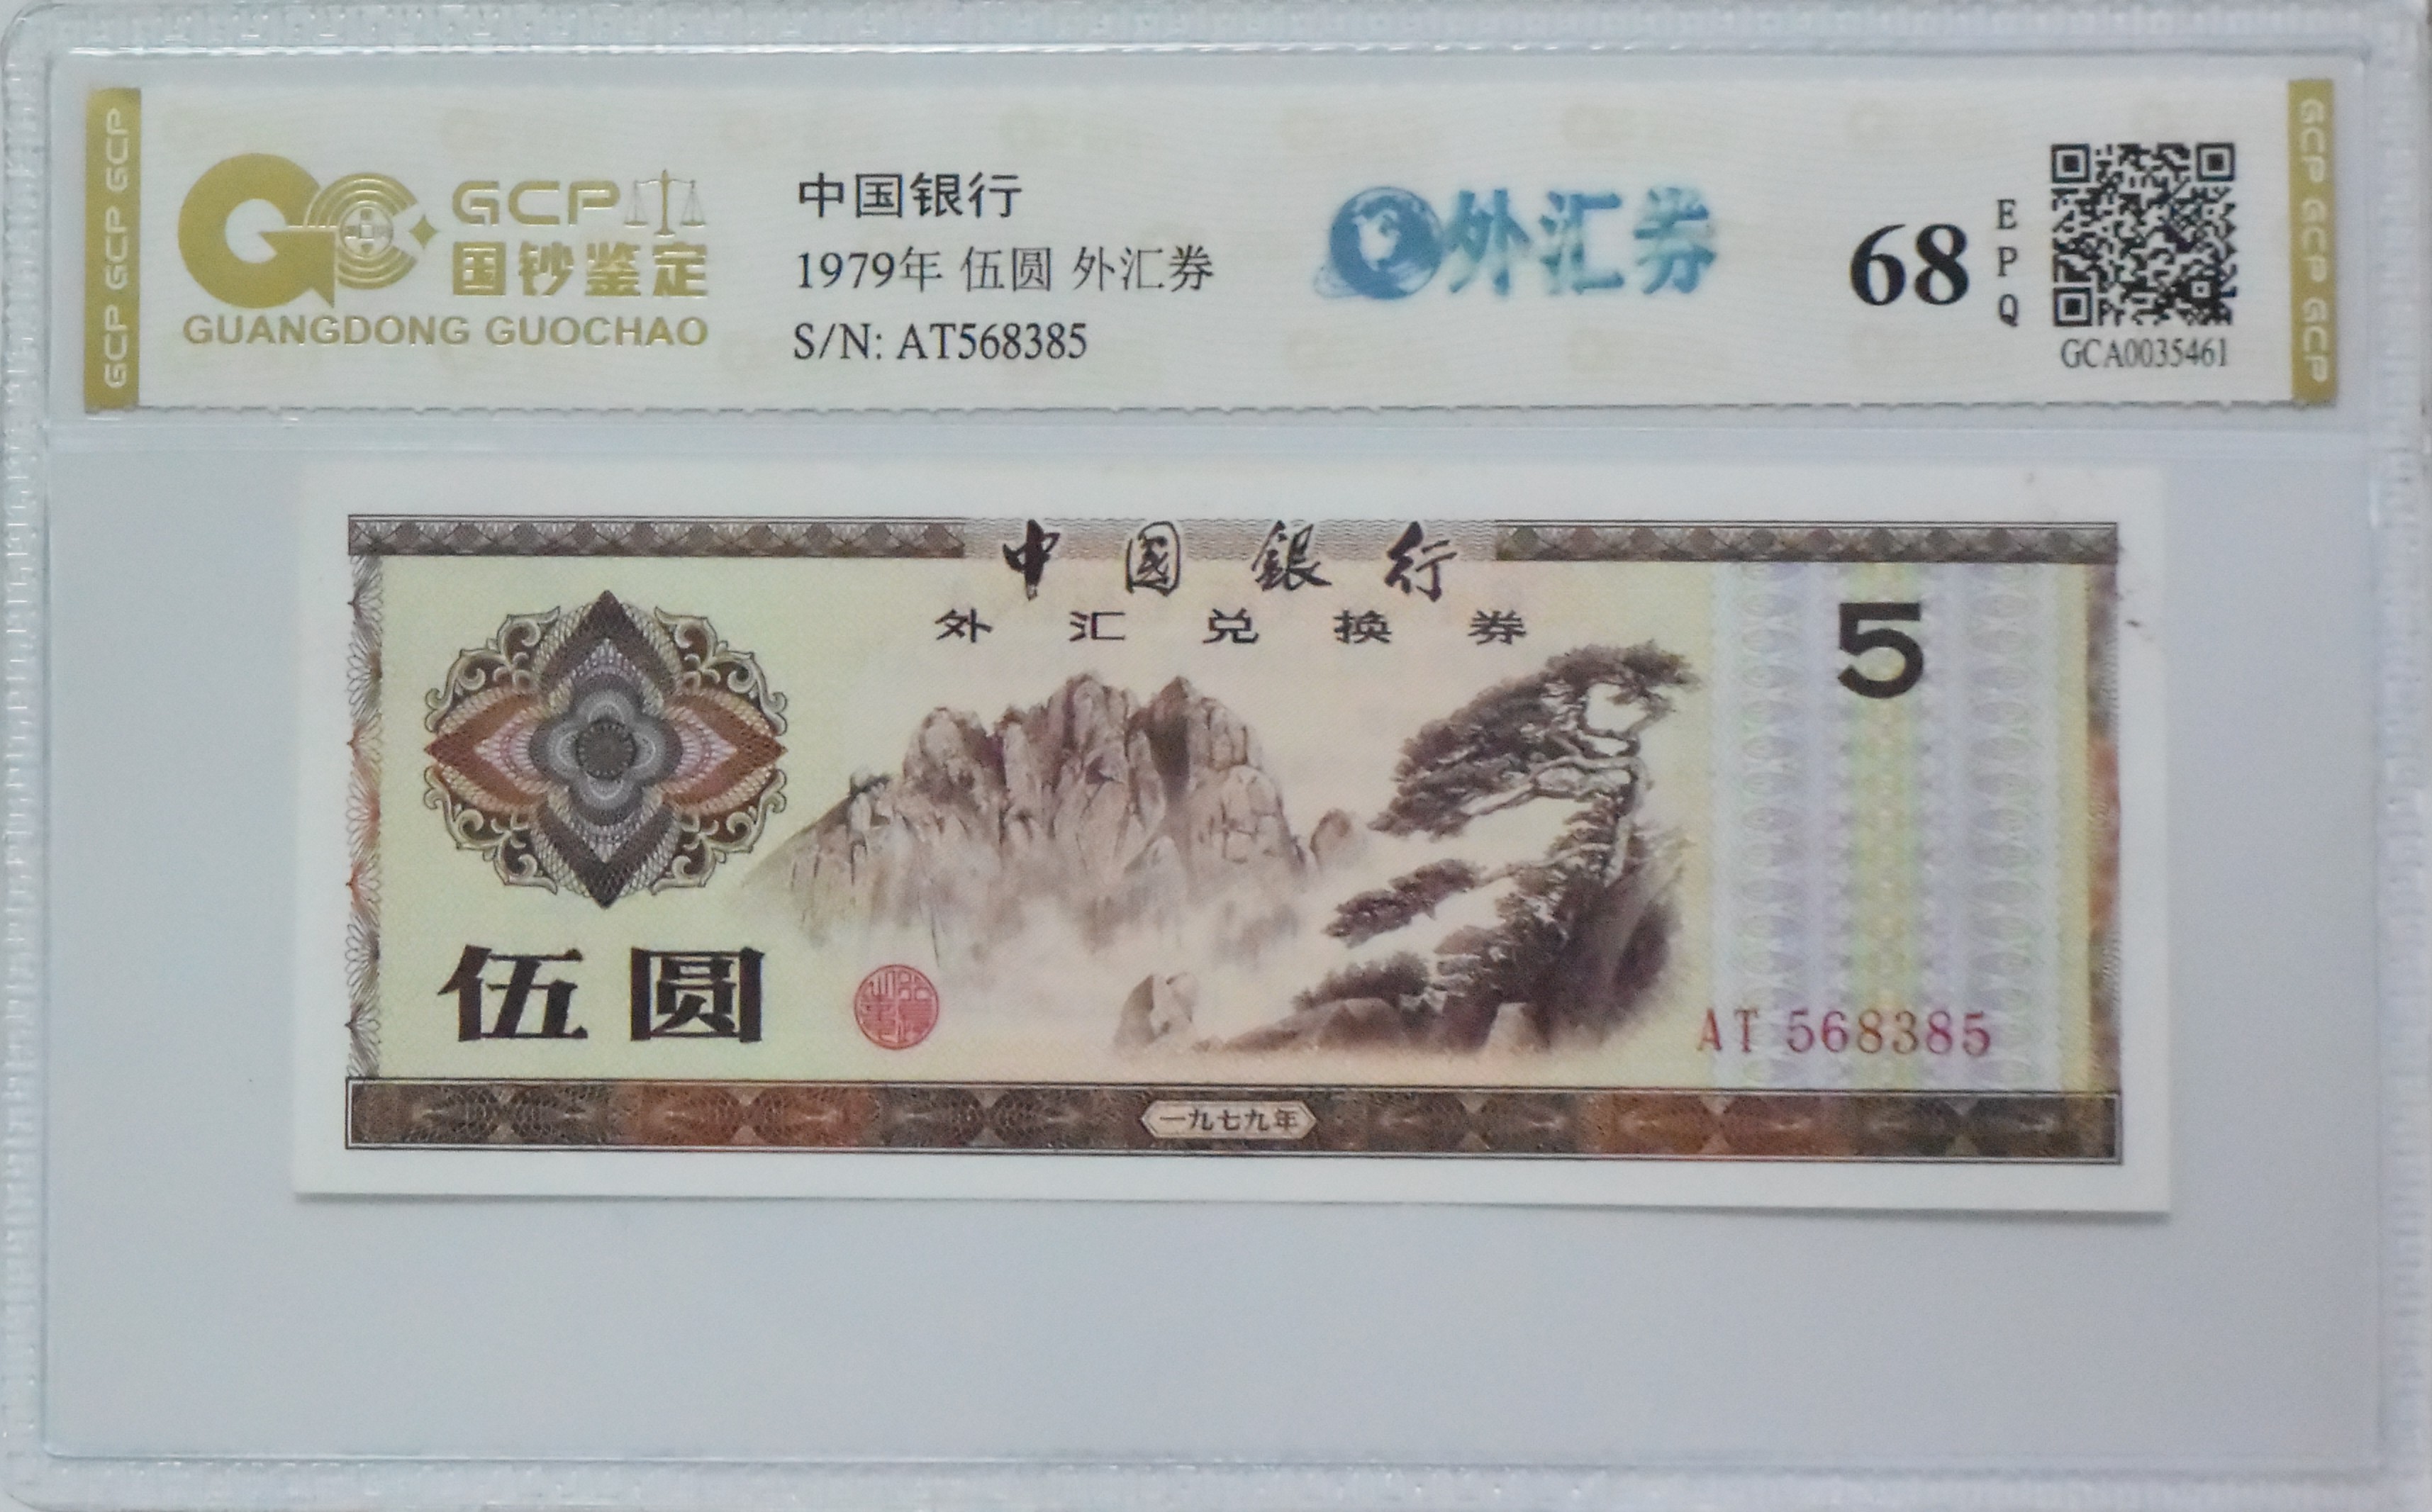 GCP GCP GCP
GCP
国钞鉴定
GUANGDONG GUOCHAO
中国银行
1979年 伍圆 外汇券
S/N: AT568385
外汇券
68
EPQ
GCA0035461
GCP GCP GCP
中國銀行
外汇兑换券
5
伍圆
AT 568385
一九七九年